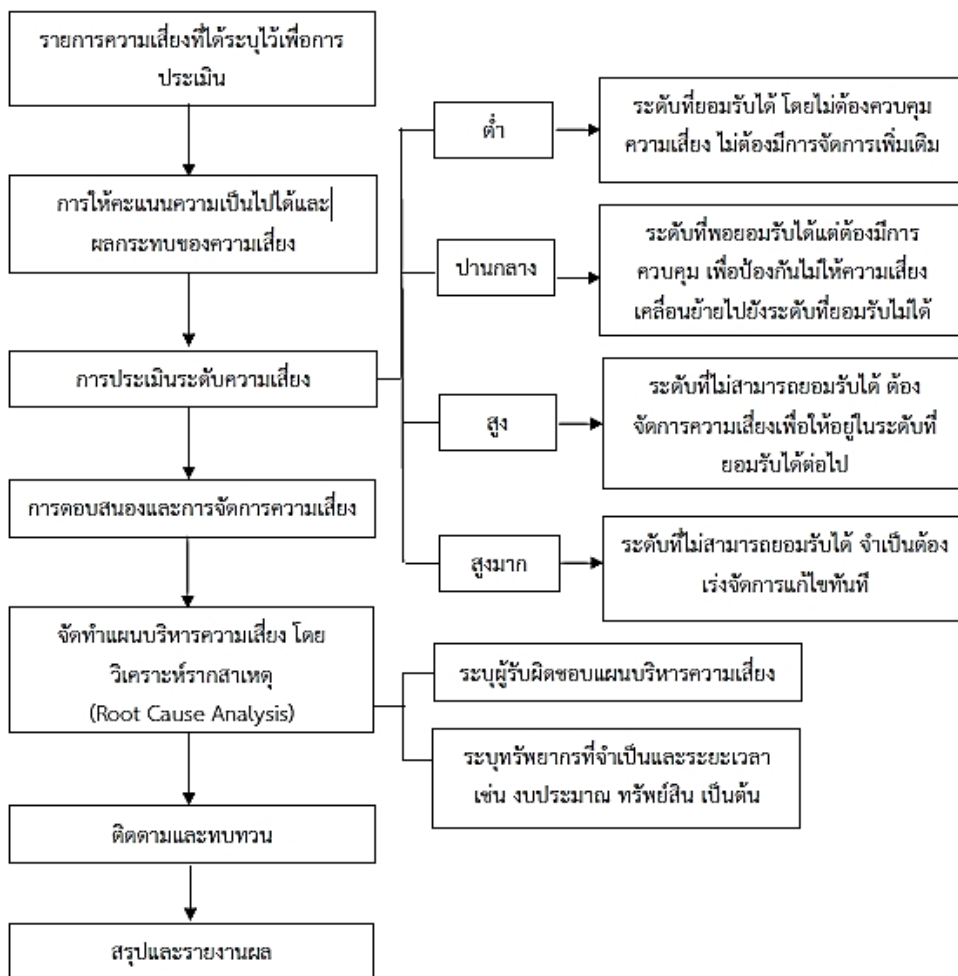 รายการความเสี่ยงที่ได้ระบุไว้เพื่อการ
ประเมิน
การให้คะแนนความเป็นไปได้และ
ผลกระทบของความเสี่ยง
การประเมินระดับความเสี่ยง
ต่ำ
ระดับที่ยอมรับได้ โดยไม่ต้องควบคุม
ความเสี่ยง ไม่ต้องมีการจัดการเพิ่มเติม
ปานกลาง
ระดับที่พอยอมรับได้แต่ต้องมีการ
ควบคุม เพื่อป้องกันไม่ให้ความเสี่ยง
เคลื่อนย้ายไปยังระดับที่ยอมรับไม่ได้
สูง
ระดับที่ไม่สามารถยอมรับได้ ต้อง
จัดการความเสี่ยงเพื่อให้อยู่ในระดับที่
ยอมรับได้ต่อไป
สูงมาก
ระดับที่ไม่สามารถยอมรับได้ จำเป็นต้อง
เร่งจัดการแก้ไขทันที
การตอบสนองและการจัดการความเสี่ยง
จัดทำแผนบริหารความเสี่ยง โดย
วิเคราะห์รากสาเหตุ
(Root Cause Analysis)
ระบุผู้รับผิดชอบแผนบริหารความเสี่ยง
ระบุทรัพยากรที่จำเป็นและระยะเวลา
เช่น งบประมาณ ทรัพย์สิน เป็นต้น
ติดตามและทบทวน
สรุปและรายงานผล